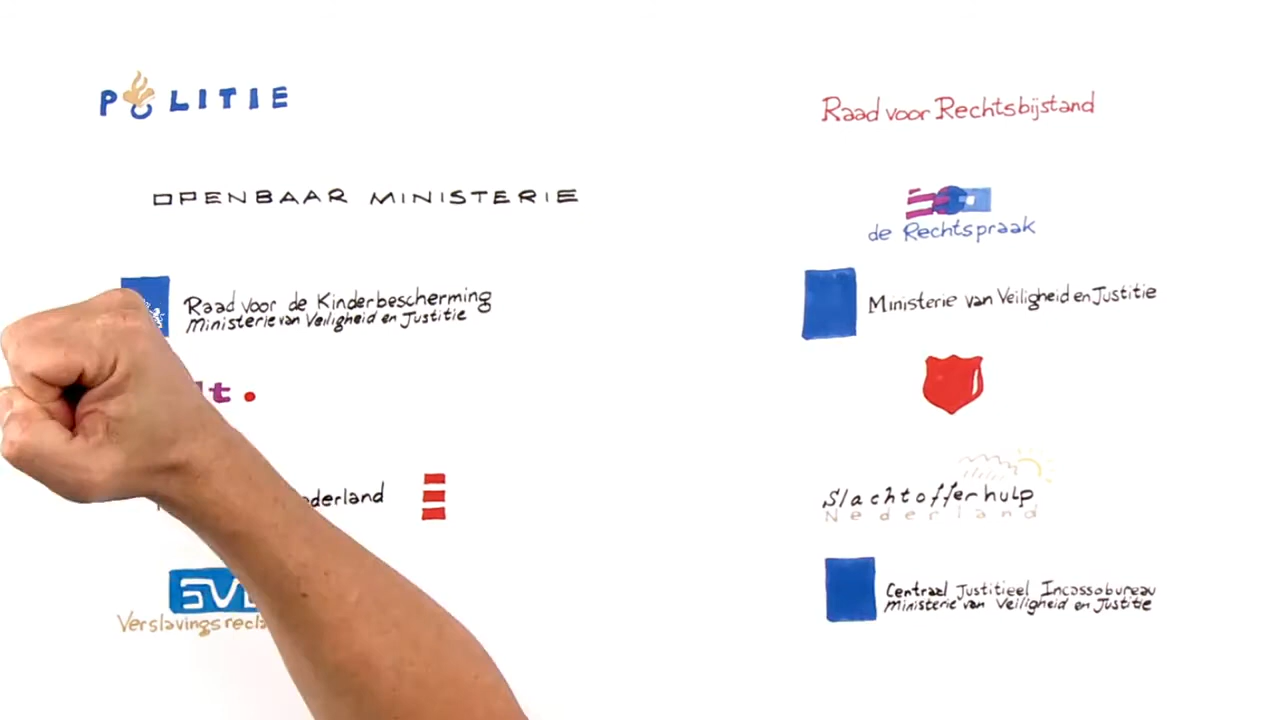 POLITIE
OPENBAAR MINISTERIE
Raad voor de Kinderbescherming
Ministerie van Veiligheid en Justitie
Verslavings
Raad voor Rechtsbijstand
de Rechtspraak
Ministerie van Veiligheid en Justitie
Slachtofferhulp
Nederland
Centraal Justitieel Incassobureau
Ministerie van Veiligheid en Justitie